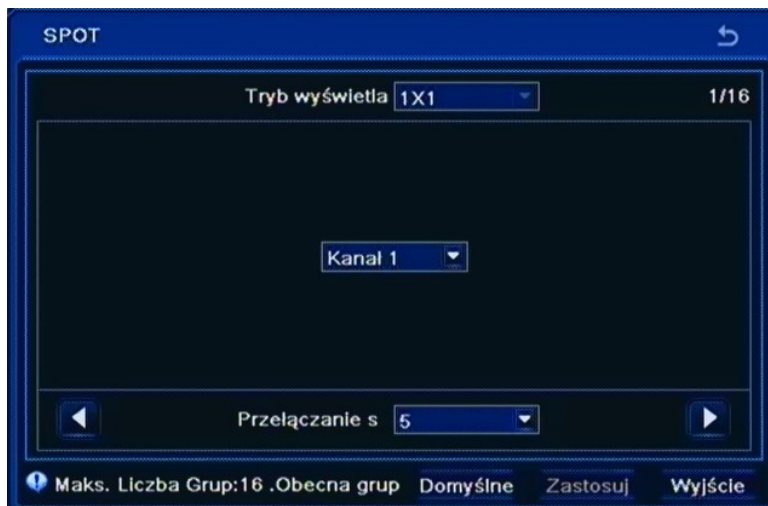 SPOT
Tryb wyświetla 1X1 1/16
Kanał 1
Przełączanie s 5
Maks. Liczba Grup:16 .Obecna grup Domyślne Zastosuj Wyjście